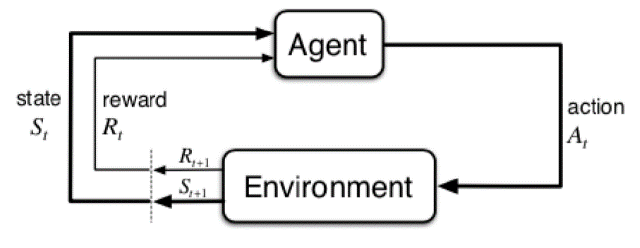 Agent
state
S_t
reward
R_t
action
A_t
R_{t+1}
S_{t+1}
Environment